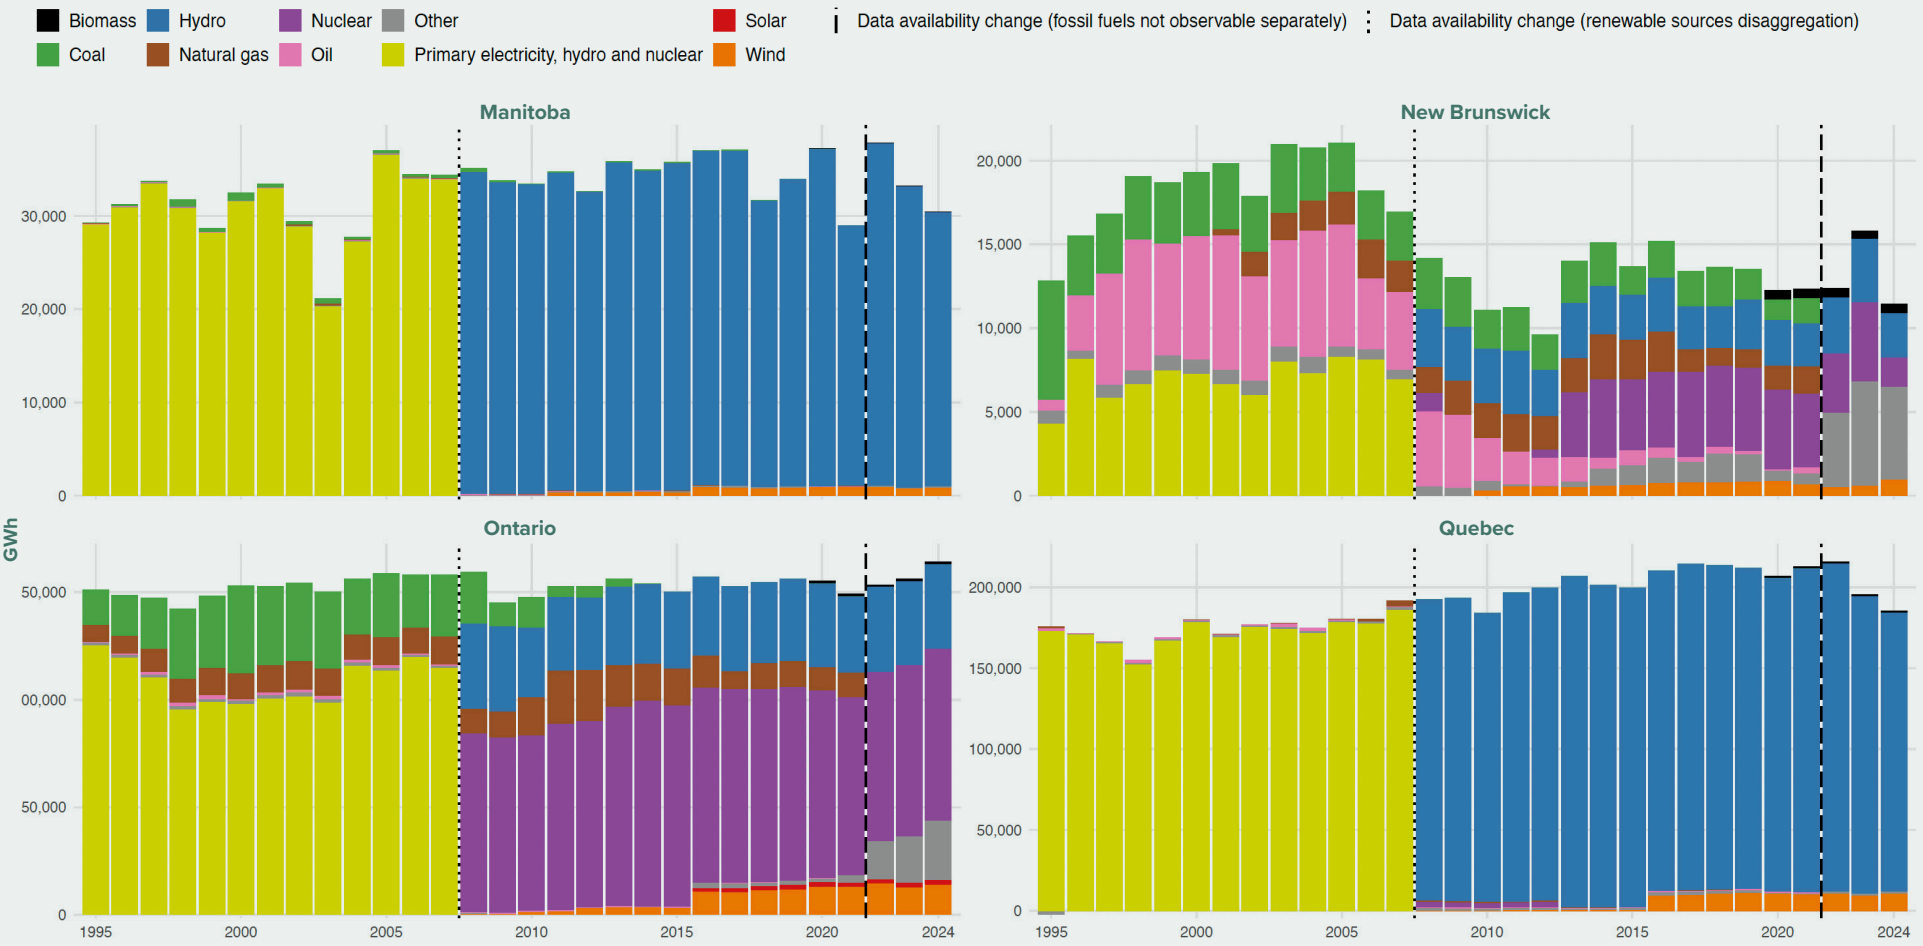 Biomass Hydro Nuclear Other Solar Data availability change (fossil fuels not observable separately) Data availability change (renewable sources disaggregation)
Coal Natural gas Oil Primary electricity, hydro and nuclear Wind
GWh
Manitoba
30,000
20,000
10,000
0
New Brunswick
20,000
15,000
10,000
5,000
0
Ontario
50,000
00,000
50,000
0
1995 2000 2005 2010 2015 2020 2024
Quebec
200,000
150,000
100,000
50,000
0
1995 2000 2005 2010 2015 2020 2024